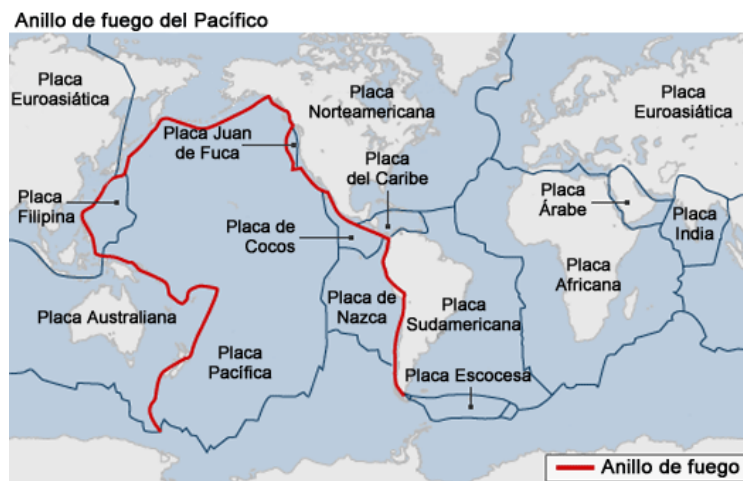 Anillo de fuego del Pacífico
Placa
Euroasiática
Placa
Norteamericana
Placa
Euroasiática
Placa Juan
de Fuca
Placa
del Caribe
Placa
Filipina
Placa
Árabe
Placa
India
Placa de
Cocos
Placa
Africana
Placa Australiana
Placa de
Nazca
Placa
Sudamericana
Placa
Pacífica
Placa Escocesa
Anillo de fuego